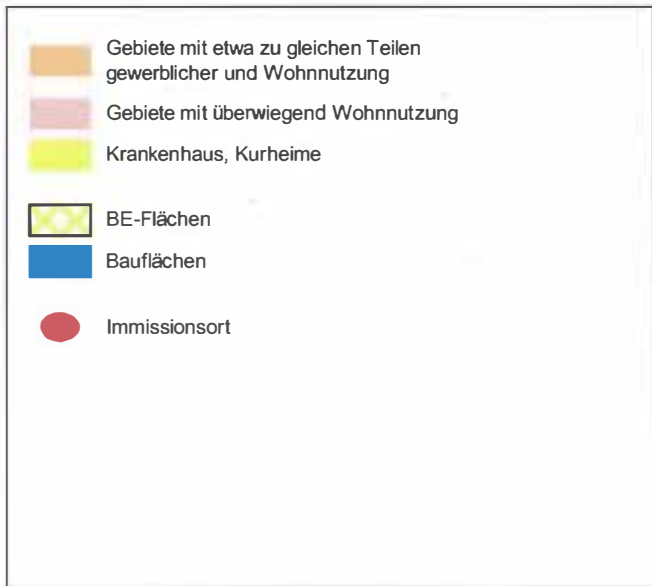 Gebiete mit etwa zu gleichen Teilen
gewerblicher und Wohnnutzung
Gebiete mit überwiegend Wohnnutzung
Krankenhaus, Kurheime
BE-Flächen
Bauflächen
Immissionsort